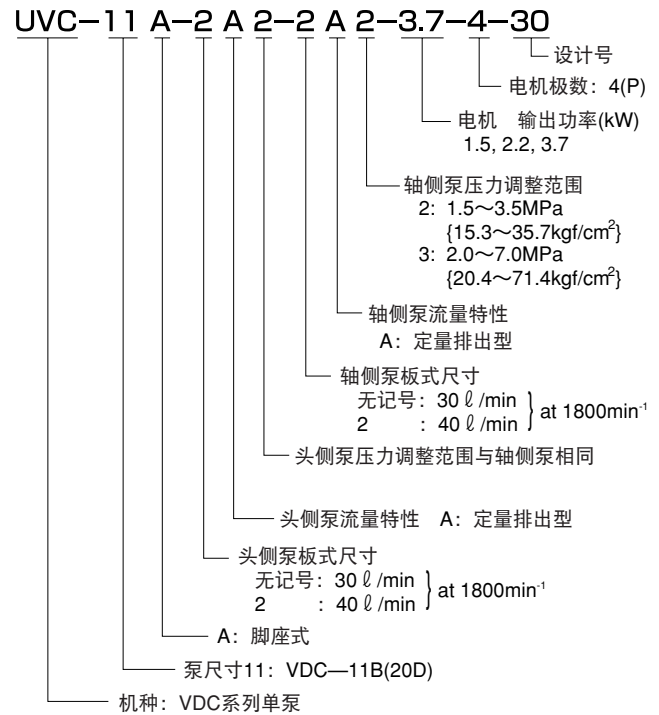 UVC-11 A-2 A 2-2 A 2-3.7-4-30
设计号
电机极数：4(P)
电机 输出功率(kW)
1.5, 2.2, 3.7
轴侧泵压力调整范围
2: 1.5～3.5MPa
{15.3～35.7kgf/cm²}
3: 2.0～7.0MPa
{20.4～71.4kgf/cm²}
轴侧泵流量特性
A：定量排出型
轴侧泵板式尺寸
无记号：30 ℓ /min
2 ：40 ℓ /min
at 1800min⁻¹
头侧泵压力调整范围与轴侧泵相同
头侧泵流量特性 A：定量排出型
头侧泵板式尺寸
无记号：30 ℓ /min
2 ：40 ℓ /min
at 1800min⁻¹
A：脚座式
泵尺寸11：VDC—11B(20D)
机种：VDC系列单泵